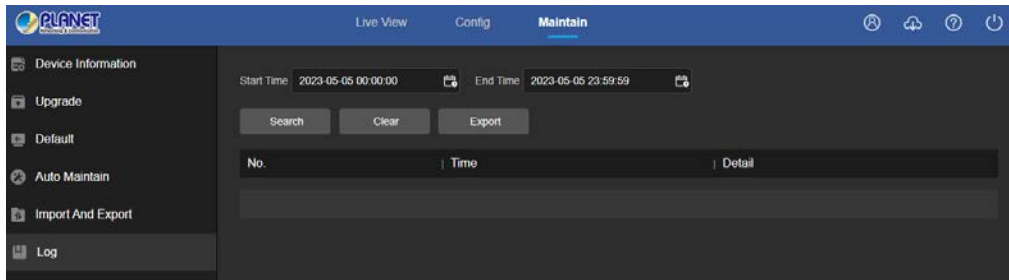 PLANET
Live View Config Maintain
Device Information
Start Time 2023-05-05 00:00:00 End Time 2023-05-05 23:59:59
Upgrade
Search Clear Export
Default
No. Time Detail
Auto Maintain
Import And Export
Log